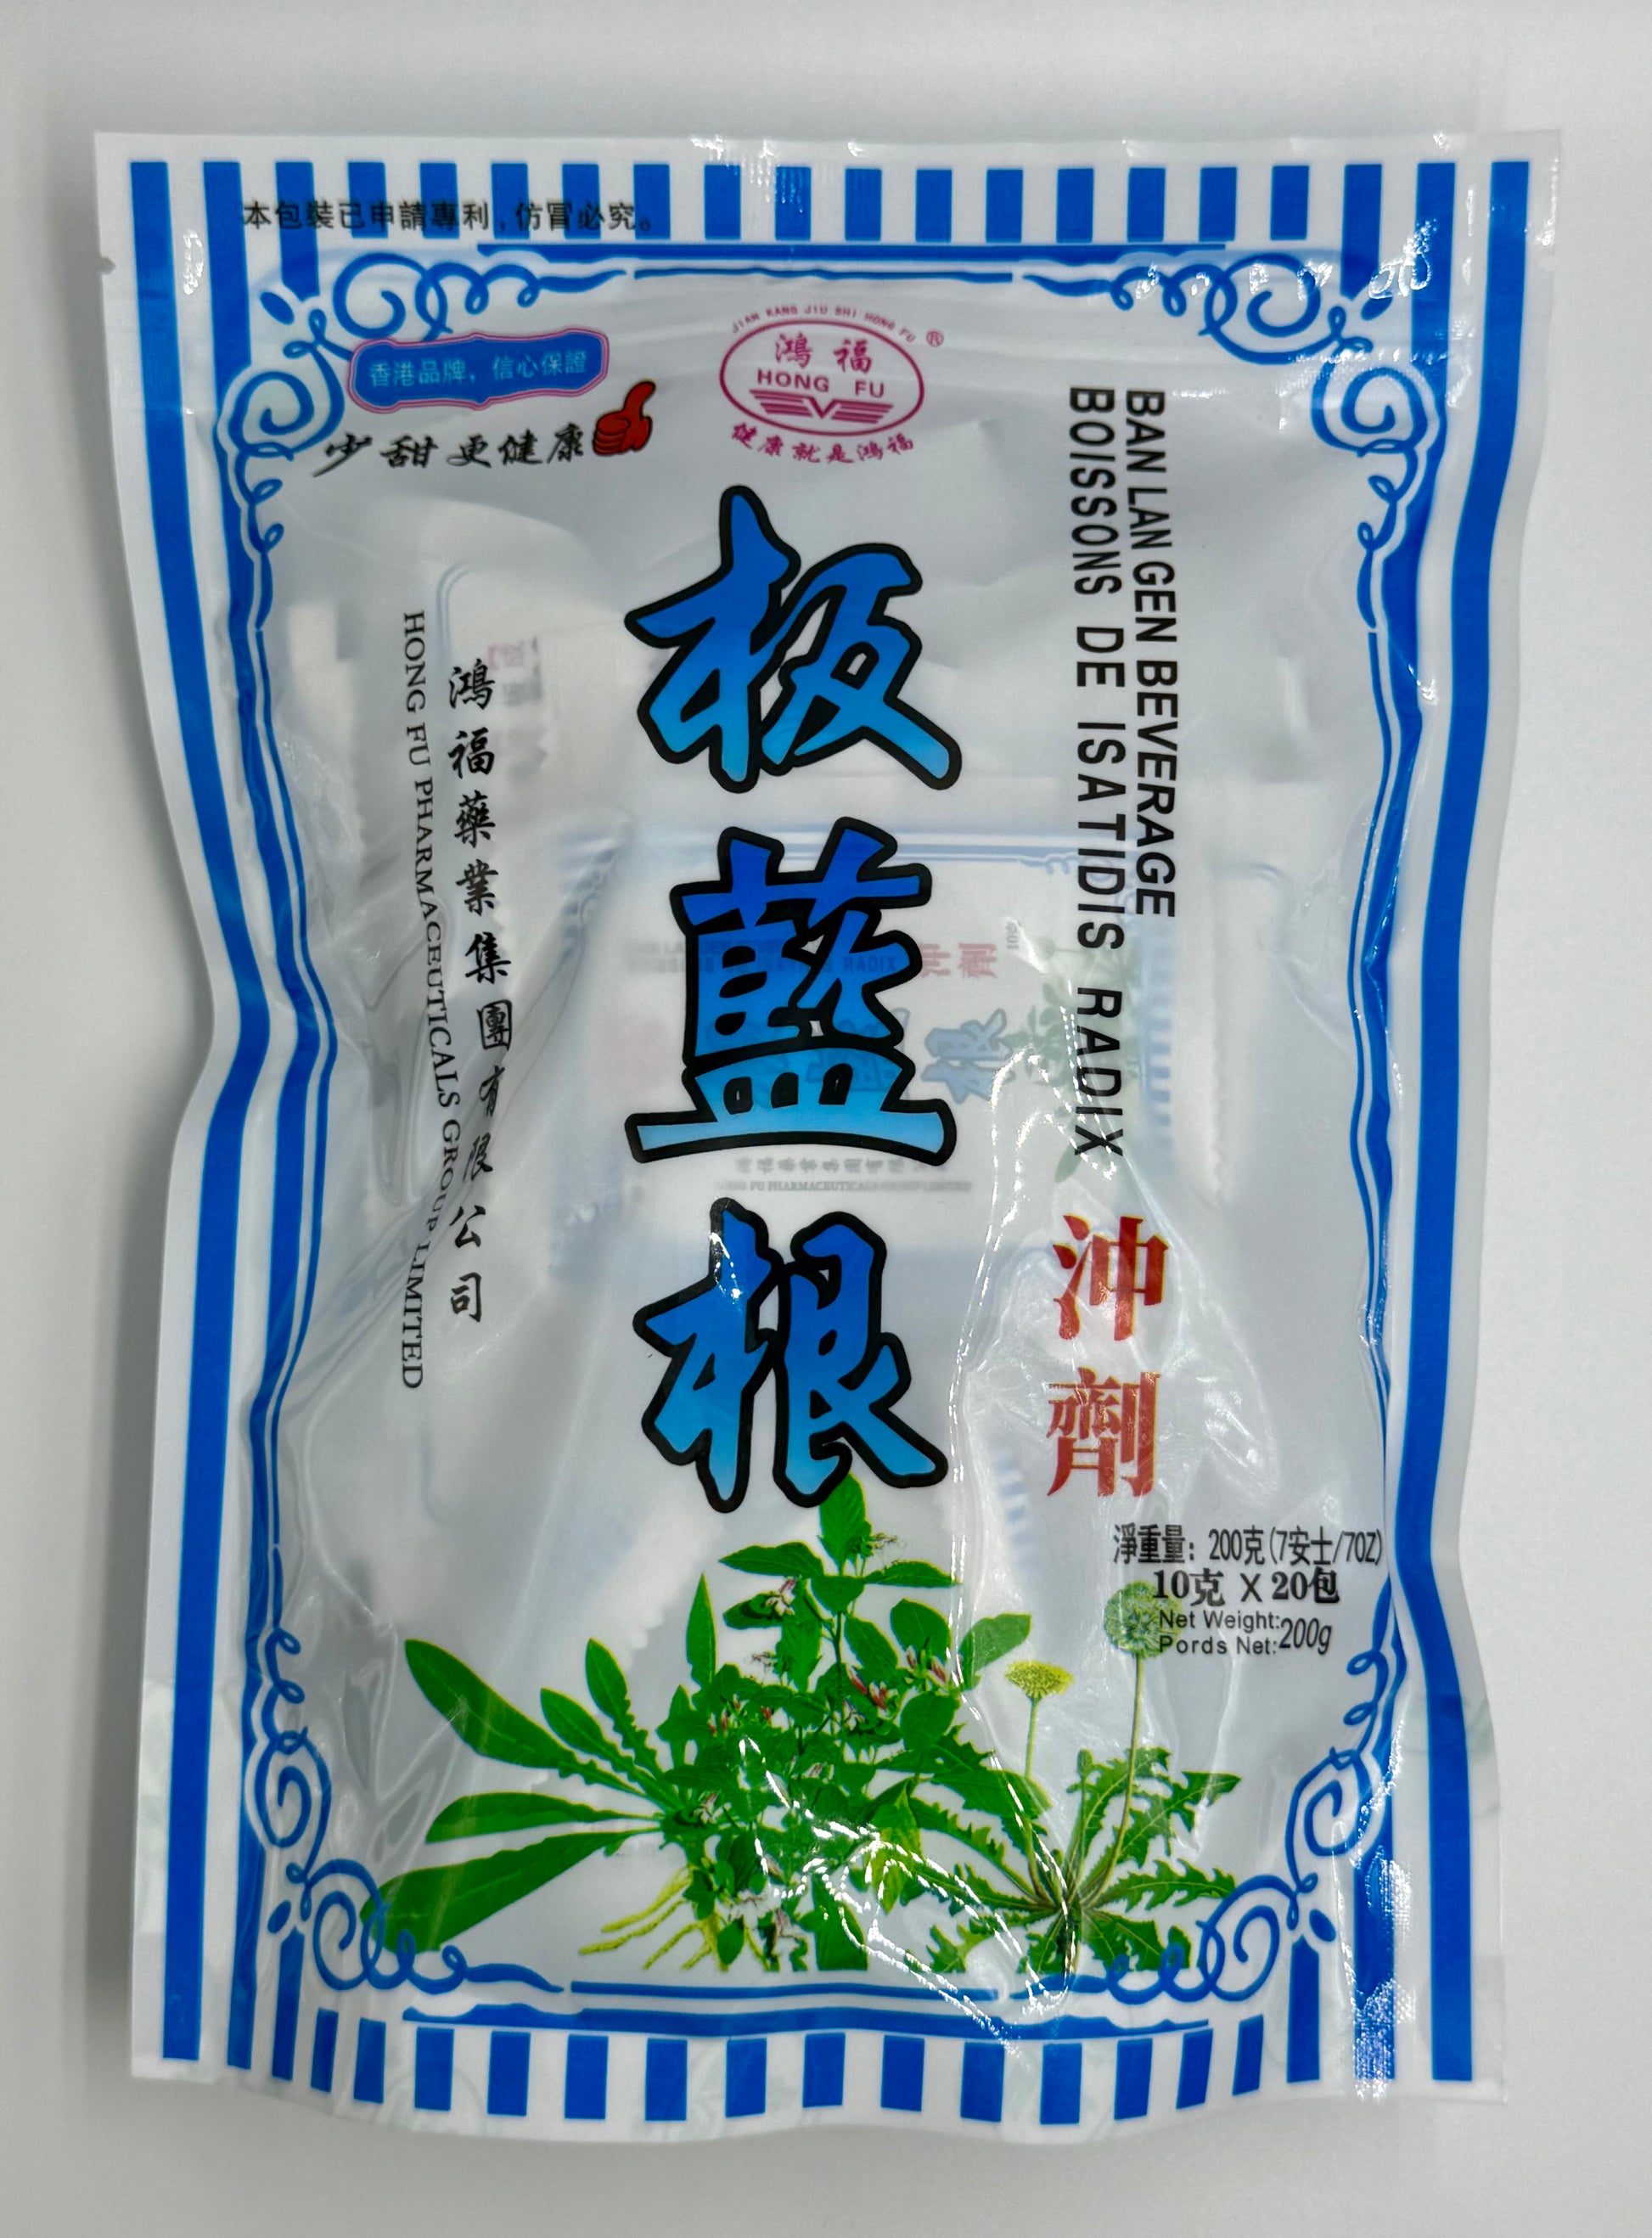 本包裝已申請專利，仿冒必究。
香港品牌，信心保證
少甜更健康
JIAN KANG JIU SHI HONG FU ®
鴻福
HONG FU
健康就是鴻福
BAN LAN GEN BEVERAGE
BOISSONS DE ISATIDIS RADIX
沖劑
板藍根
鴻福藥業集團有限公司
HONG FU PHARMACEUTICALS GROUP LIMITED
淨重量：200克(7安士/7OZ)
10克 X 20包
Net Weight:
Pords Net:200g